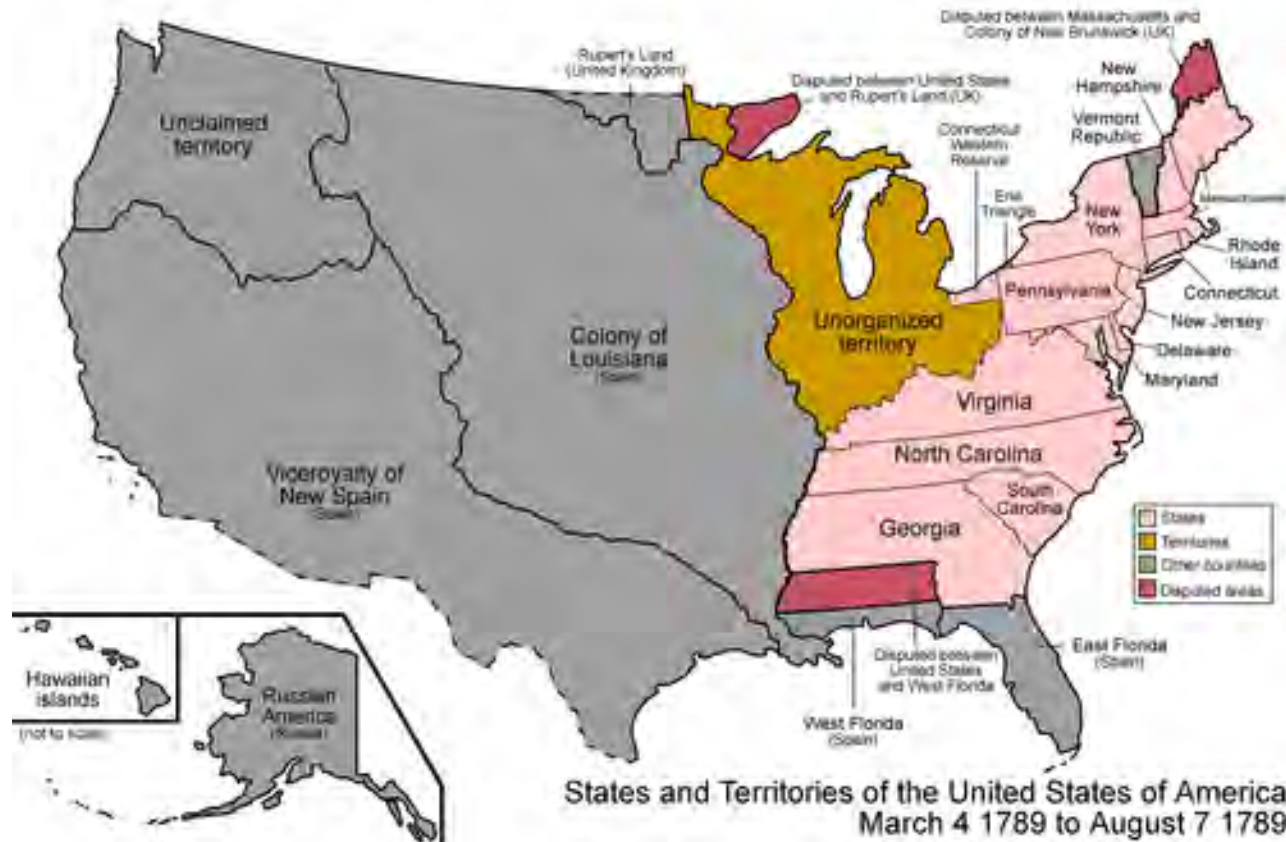 Disputed between Massachusetts and
Colony of New Brunswick (UK)
Rupert's Land
(United Kingdom)
Disputed between United States
and Rupert's Land (UK)
New
Hampshire
Vermont
Republic
Connecticut
Western
Reserve
Erie
Triangle
Unclaimed
territory
Massachusetts
New
York
Rhode
Island
Connecticut
Pennsylvania
New Jersey
Delaware
Maryland
Unorganized
territory
Colony of
Louisiana
(Spain)
Virginia
North Carolina
South
Carolina
Georgia
Viceroyalty of
New Spain
(Spain)
States
Territories
Other countries
Disputed areas
East Florida
(Spain)
Disputed between
United States
and West Florida
West Florida
(Spain)
Hawaiian
islands
(not to scale)
Russian
America
(Russia)
States and Territories of the United States of America
March 4 1789 to August 7 1789